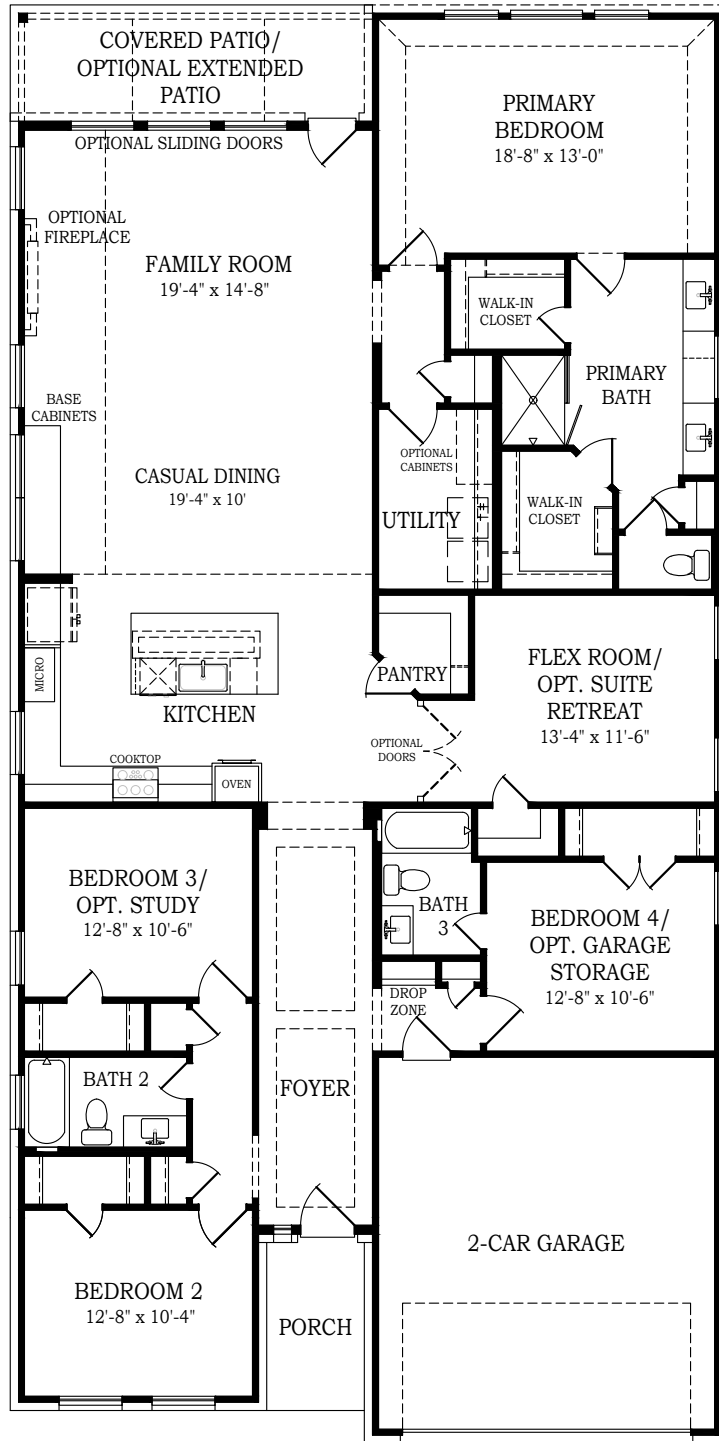 COVERED PATIO/
OPTIONAL EXTENDED
PATIO
PRIMARY
BEDROOM
18'-8" x 13'-0"
OPTIONAL SLIDING DOORS
OPTIONAL
FIREPLACE
FAMILY ROOM
19'-4" x 14'-8"
WALK-IN
CLOSET
PRIMARY
BATH
BASE
CABINETS
CASUAL DINING
19'-4" x 10'
OPTIONAL
CABINETS
UTILITY
WALK-IN
CLOSET
MICRO
KITCHEN
PANTRY
FLEX ROOM/
OPT. SUITE
RETREAT
13'-4" x 11'-6"
OPTIONAL
DOORS
COOKTOP
OVEN
BEDROOM 3/
OPT. STUDY
12'-8" x 10'-6"
BATH
3
BEDROOM 4/
OPT. GARAGE
STORAGE
12'-8" x 10'-6"
DROP
ZONE
BATH 2
FOYER
2-CAR GARAGE
BEDROOM 2
12'-8" x 10'-4"
PORCH